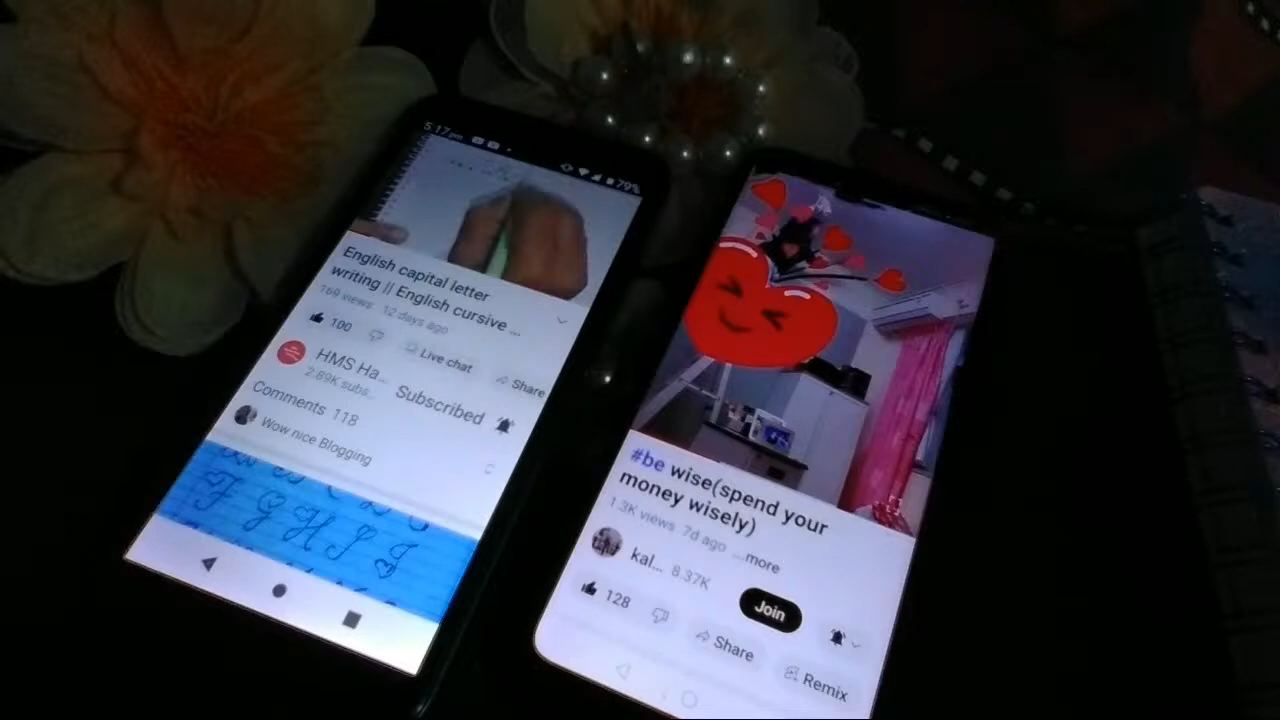 5:17pm
79%
English capital letter
writing || English cursive ...
169 views 12 days ago
100
Live chat
Share
HMS Ha...
2.89K subs...
Subscribed
Comments 118
Wow nice Blogging
F G H I J
#be wise(spend your
money wisely)
1.3K views 7d ago ...more
kal... 8.37K
Join
128
Share
Remix